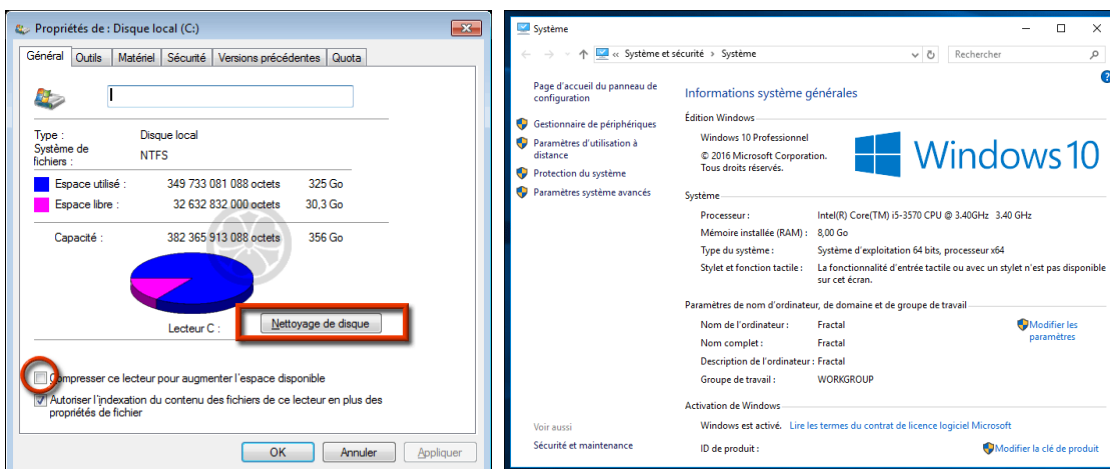 Propriétés de : Disque local (C:)
Général Outils Matériel Sécurité Versions précédentes Quota
Type : Disque local
Système de fichiers : NTFS
Espace utilisé : 349 733 081 088 octets 325 Go
Espace libre : 32 632 832 000 octets 30,3 Go
Capacité : 382 365 913 088 octets 356 Go
Lecteur C : Nettoyage de disque
Compresser ce lecteur pour augmenter l'espace disponible
Autoriser l'indexation du contenu des fichiers de ce lecteur en plus des
propriétés de fichier
OK Annuler Appliquer
Système
« Système et sécurité > Système Rechercher
Page d'accueil du panneau de
configuration
Gestionnaire de périphériques
Paramètres d'utilisation à
distance
Protection du système
Paramètres système avancés
Voir aussi
Sécurité et maintenance
Informations système générales
Édition Windows
Windows 10 Professionnel
© 2016 Microsoft Corporation.
Tous droits réservés.
Windows 10
Système
Processeur : Intel(R) Core(TM) i5-3570 CPU @ 3.40GHz 3.40 GHz
Mémoire installée (RAM) : 8,00 Go
Type du système : Système d'exploitation 64 bits, processeur x64
Stylet et fonction tactile : La fonctionnalité d'entrée tactile ou avec un stylet n'est pas disponible
sur cet écran.
Paramètres de nom d'ordinateur, de domaine et de groupe de travail
Nom de l'ordinateur : Fractal
Modifier les
paramètres
Nom complet : Fractal
Description de l'ordinateur : Fractal
Groupe de travail : WORKGROUP
Activation de Windows
Windows est activé. Lire les termes du contrat de licence logiciel Microsoft
ID de produit : Modifier la clé de produit